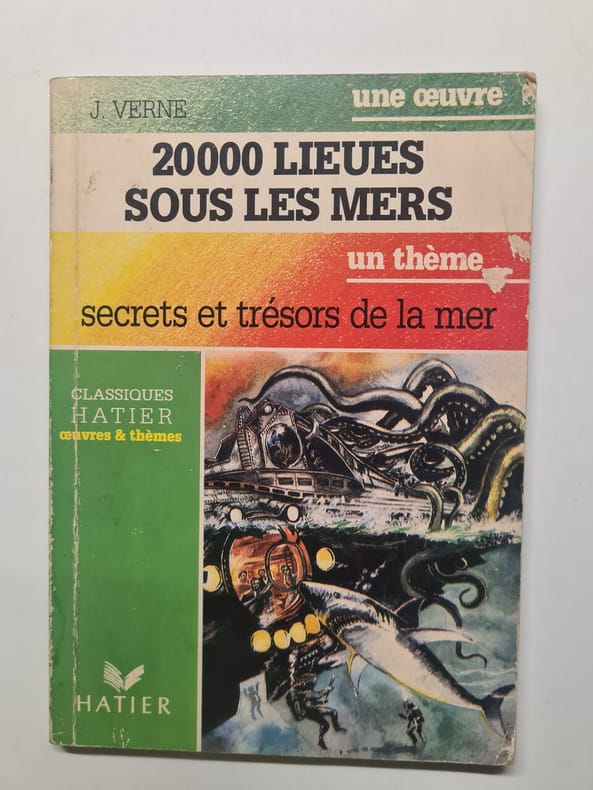 J. VERNE
une œuvre
20000 LIEUES
SOUS LES MERS
un thème
secrets et trésors de la mer
CLASSIQUES
HATIER
œuvres & thèmes
HATIER